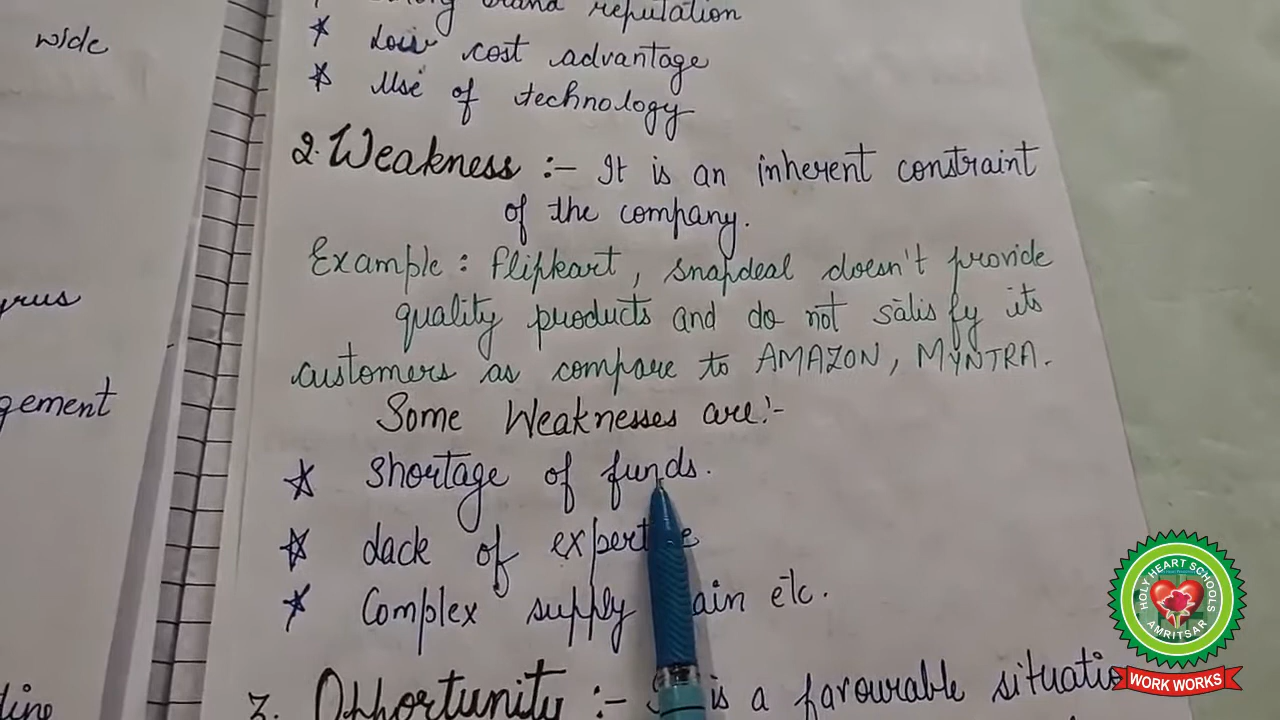 wide
yrus
gement
brand reputation
* Low cost advantage
* Use of technology
2. Weakness :- It is an inherent constraint
of the company.
Example : flipkart, snapdeal doesn't provide
quality products and do not satisfy its
customers as compare to AMAZON, MYNTRA.
Some Weaknesses are:-
* Shortage of funds.
* Lack of
* Complex supply etc.
3. Opportunity :- is a favourable
HOLY HEART SCHOOLS
AMRITSAR
WORK WORKS